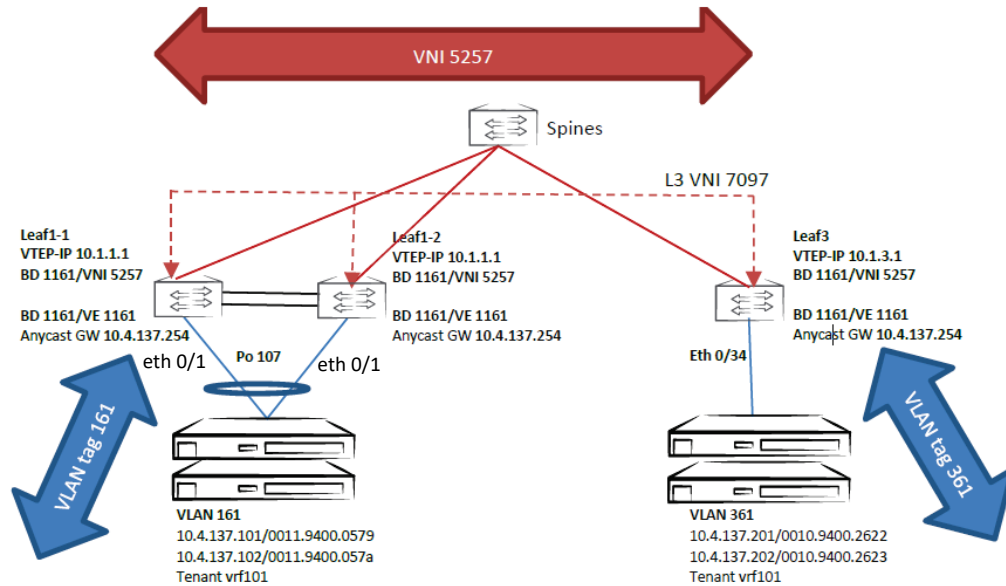 VNI 5257
Spines
L3 VNI 7097
Leaf1-1
VTEP-IP 10.1.1.1
BD 1161/VNI 5257
BD 1161/VE 1161
Anycast GW 10.4.137.254
Leaf1-2
VTEP-IP 10.1.1.1
BD 1161/VNI 5257
BD 1161/VE 1161
Anycast GW 10.4.137.254
Leaf3
VTEP-IP 10.1.3.1
BD 1161/VNI 5257
BD 1161/VE 1161
Anycast GW 10.4.137.254
eth 0/1
Po 107
eth 0/1
Eth 0/34
VLAN tag 161
VLAN tag 361
VLAN 161
10.4.137.101/0011.9400.0579
10.4.137.102/0011.9400.057a
Tenant vrf101
VLAN 361
10.4.137.201/0010.9400.2622
10.4.137.202/0010.9400.2623
Tenant vrf101